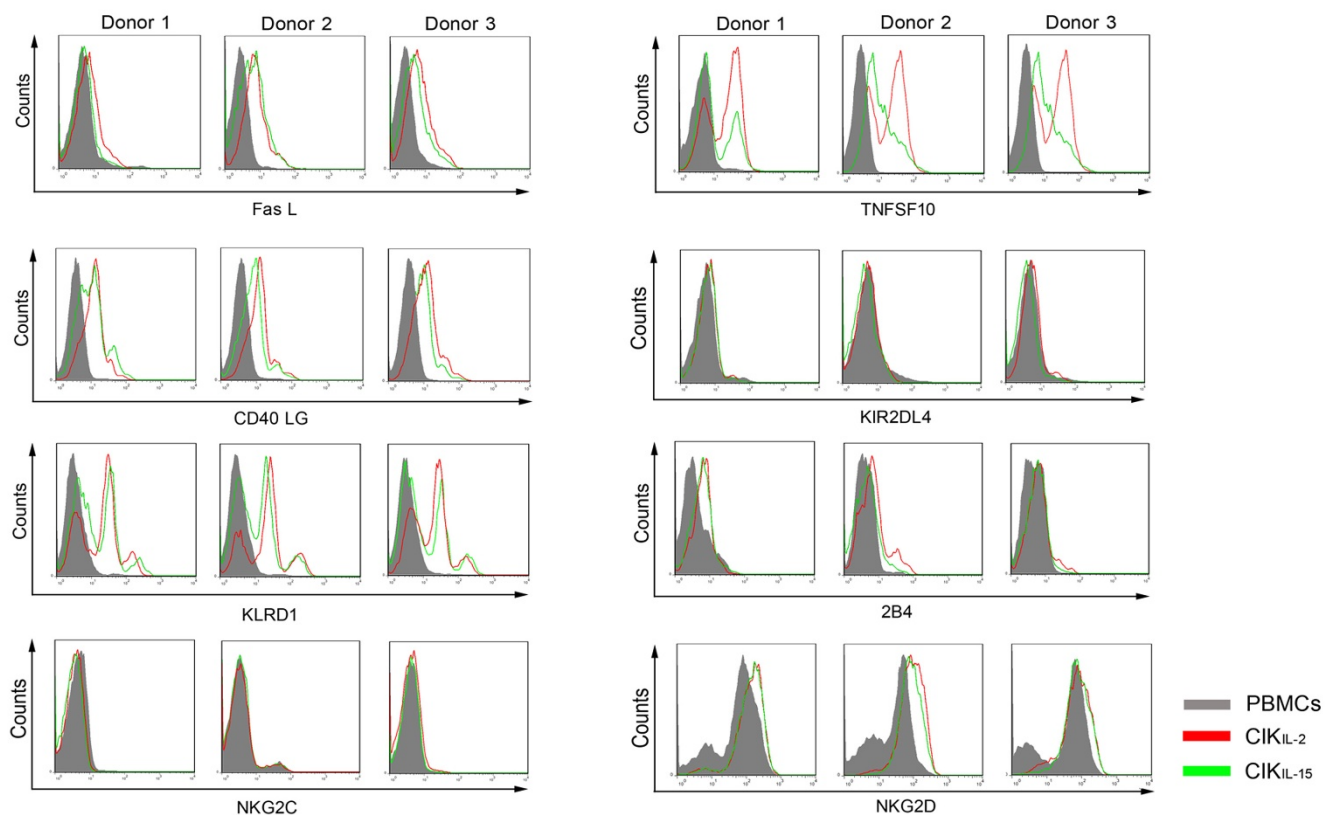 Donor 1 Donor 2 Donor 3 Donor 1 Donor 2 Donor 3
Counts Counts
Fas L TNFSF10
Counts Counts
CD40 LG KIR2DL4
Counts Counts
KLRD1 2B4
Counts Counts
NKG2C NKG2D
PBMCs
CIKIL-2
CIKIL-15